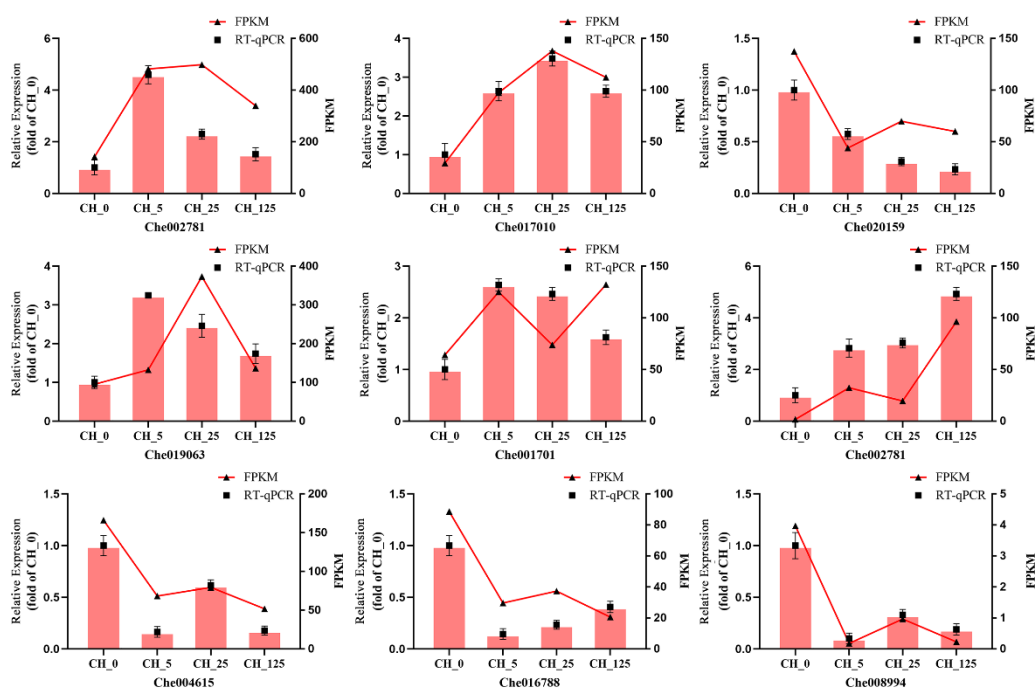 FPKM
RT-qPCR
Relative Expression
(fold of CH_0)
6
4
2
0
600
500
400
300
200
100
0
FPKM
CH_0 CH_5 CH_25 CH_125
Che002781
FPKM
RT-qPCR
Relative Expression
(fold of CH_0)
4
3
2
1
0
150
100
50
0
FPKM
CH_0 CH_5 CH_25 CH_125
Che017010
FPKM
RT-qPCR
Relative Expression
(fold of CH_0)
1.5
1.0
0.5
0.0
150
100
50
0
FPKM
CH_0 CH_5 CH_25 CH_125
Che020159
FPKM
RT-qPCR
Relative Expression
(fold of CH_0)
4
3
2
1
0
400
300
200
100
0
FPKM
CH_0 CH_5 CH_25 CH_125
Che019063
FPKM
RT-qPCR
Relative Expression
(fold of CH_0)
3
2
1
0
150
100
50
0
FPKM
CH_0 CH_5 CH_25 CH_125
Che001701
FPKM
RT-qPCR
Relative Expression
(fold of CH_0)
6
4
2
0
150
100
50
0
FPKM
CH_0 CH_5 CH_25 CH_125
Che002781
FPKM
RT-qPCR
Relative Expression
(fold of CH_0)
1.5
1.0
0.5
0.0
200
150
100
50
0
FPKM
CH_0 CH_5 CH_25 CH_125
Che004615
FPKM
RT-qPCR
Relative Expression
(fold of CH_0)
1.5
1.0
0.5
0.0
100
80
60
40
20
0
FPKM
CH_0 CH_5 CH_25 CH_125
Che016788
FPKM
RT-qPCR
Relative Expression
(fold of CH_0)
1.5
1.0
0.5
0.0
5
4
3
2
1
0
FPKM
CH_0 CH_5 CH_25 CH_125
Che008994